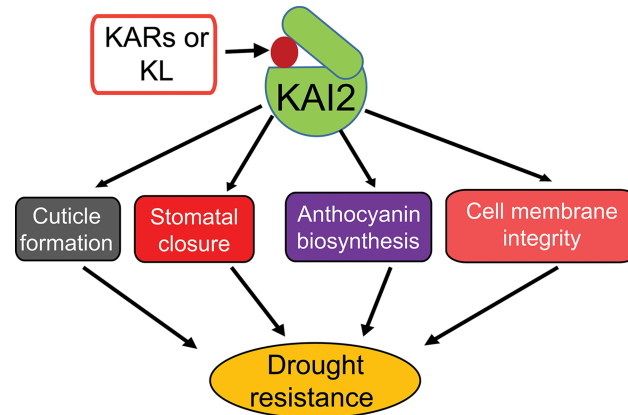 KARs or
KL
KAI2
Cuticle
formation
Stomatal
closure
Anthocyanin
biosynthesis
Cell membrane
integrity
Drought
resistance